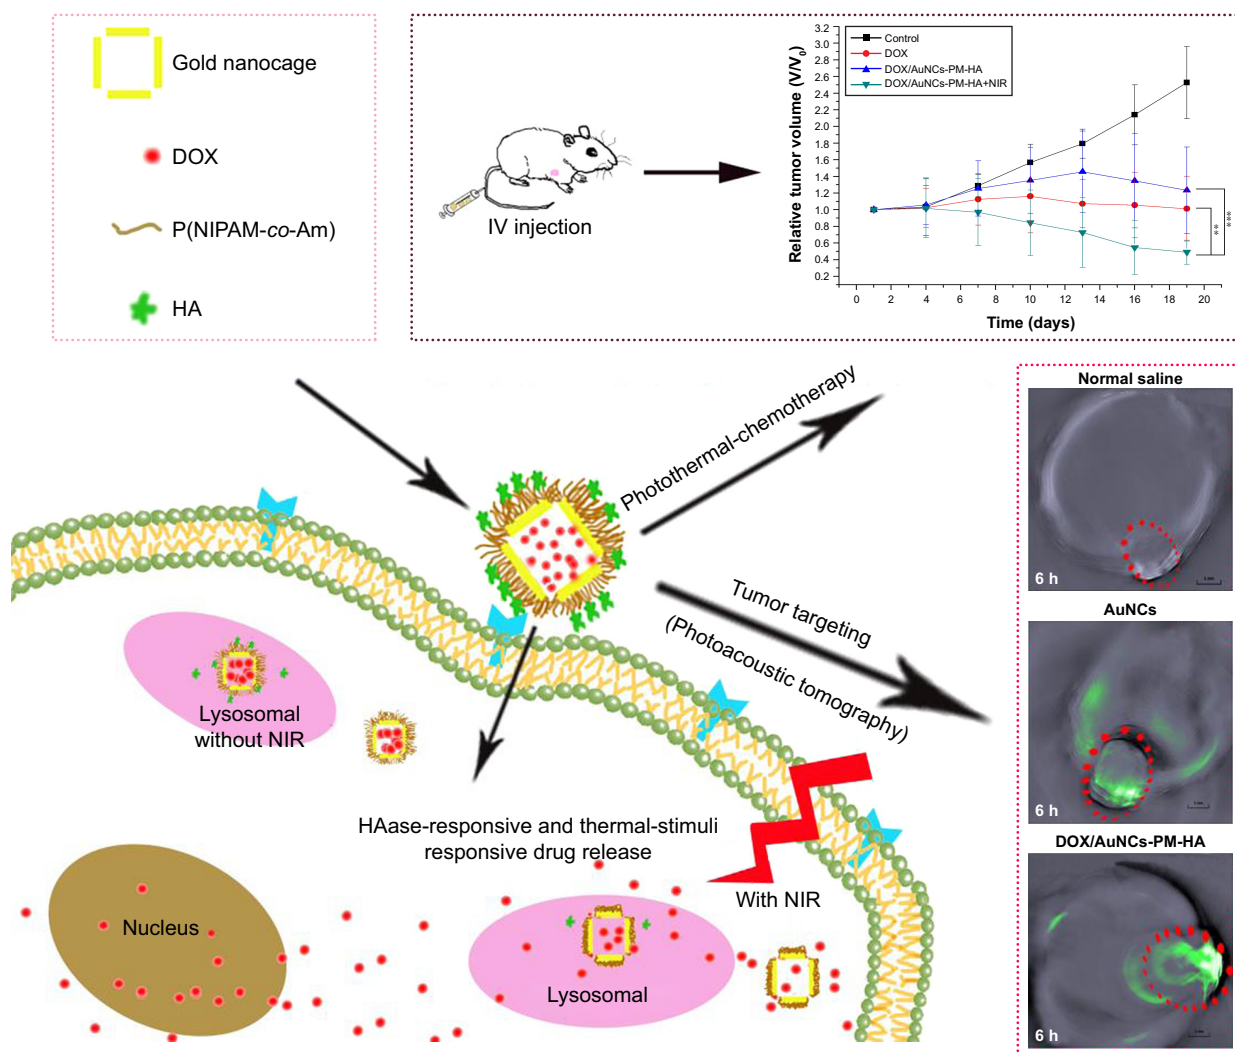 Gold nanocage
DOX
P(NIPAM-co-Am)
HA
IV injection
Relative tumor volume (V/V₀)
3.2
3.0
2.8
2.6
2.4
2.2
2.0
1.8
1.6
1.4
1.2
1.0
0.8
0.6
0.4
0.2
Control
DOX
DOX/AuNCs-PM-HA
DOX/AuNCs-PM-HA+NIR
**
***
0 2 4 6 8 10 12 14 16 18 20
Time (days)
Photothermal-chemotherapy
Tumor targeting
(Photoacoustic tomography)
Lysosomal
without NIR
HAase-responsive and thermal-stimuli
responsive drug release
With NIR
Nucleus
Lysosomal
Normal saline
6 h
AuNCs
6 h
DOX/AuNCs-PM-HA
6 h